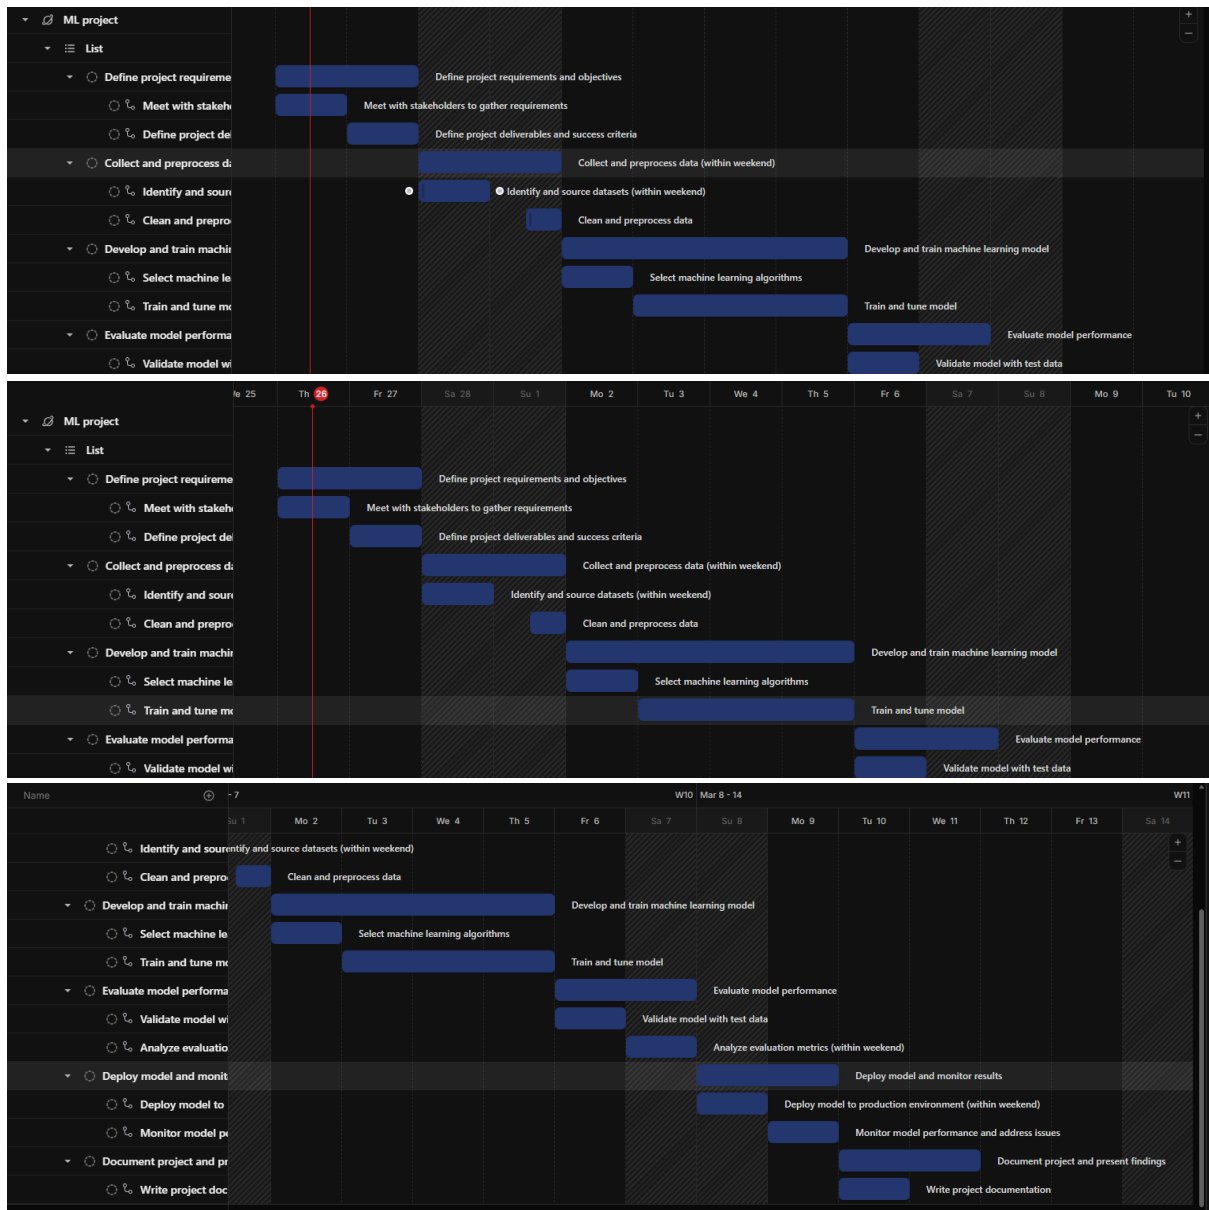 ML project
+
−
List
Define project requireme
Define project requirements and objectives
Meet with stakeh
Meet with stakeholders to gather requirements
Define project del
Define project deliverables and success criteria
Collect and preprocess da
Collect and preprocess data (within weekend)
Identify and sour
Identify and source datasets (within weekend)
Clean and prepro
Clean and preprocess data
Develop and train machin
Develop and train machine learning model
Select machine le
Select machine learning algorithms
Train and tune mo
Train and tune model
Evaluate model performa
Evaluate model performance
Validate model wi
Validate model with test data
e 25 Th 26 Fr 27 Sa 28 Su 1 Mo 2 Tu 3 We 4 Th 5 Fr 6 Sa 7 Su 8 Mo 9 Tu 10
ML project
+
−
List
Define project requireme
Define project requirements and objectives
Meet with stakeh
Meet with stakeholders to gather requirements
Define project del
Define project deliverables and success criteria
Collect and preprocess da
Collect and preprocess data (within weekend)
Identify and sour
Identify and source datasets (within weekend)
Clean and prepro
Clean and preprocess data
Develop and train machin
Develop and train machine learning model
Select machine le
Select machine learning algorithms
Train and tune mo
Train and tune model
Evaluate model performa
Evaluate model performance
Validate model wi
Validate model with test data
Name
- 7 W10 Mar 8 - 14 W11
Su 1 Mo 2 Tu 3 We 4 Th 5 Fr 6 Sa 7 Su 8 Mo 9 Tu 10 We 11 Th 12 Fr 13 Sa 14
+
−
Identify and sour
entify and source datasets (within weekend)
Clean and prepro
Clean and preprocess data
Develop and train machin
Develop and train machine learning model
Select machine le
Select machine learning algorithms
Train and tune mo
Train and tune model
Evaluate model performa
Evaluate model performance
Validate model wi
Validate model with test data
Analyze evaluatio
Analyze evaluation metrics (within weekend)
Deploy model and monit
Deploy model and monitor results
Deploy model to
Deploy model to production environment (within weekend)
Monitor model pe
Monitor model performance and address issues
Document project and pr
Document project and present findings
Write project doc
Write project documentation